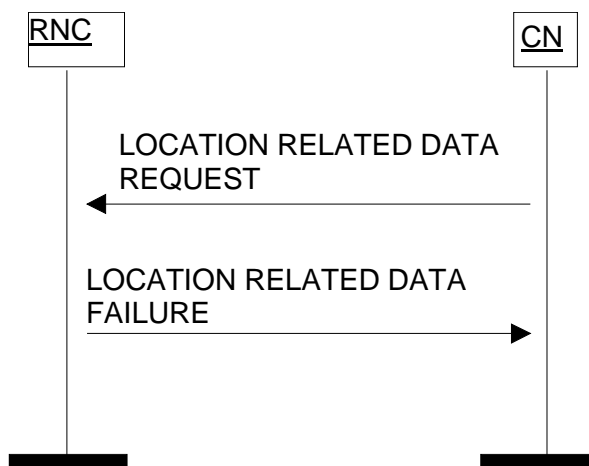 RNC
CN
LOCATION RELATED DATA
REQUEST
LOCATION RELATED DATA
FAILURE